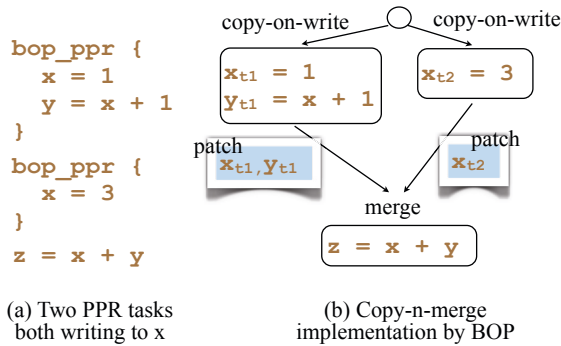 bop_ppr {
x = 1
y = x + 1
}
bop_ppr {
x = 3
}
z = x + y
(a) Two PPR tasks
both writing to x
copy-on-write
copy-on-write
xt1 = 1
yt1 = x + 1
xt2 = 3
patch
xt1,yt1
patch
xt2
merge
z = x + y
(b) Copy-n-merge
implementation by BOP